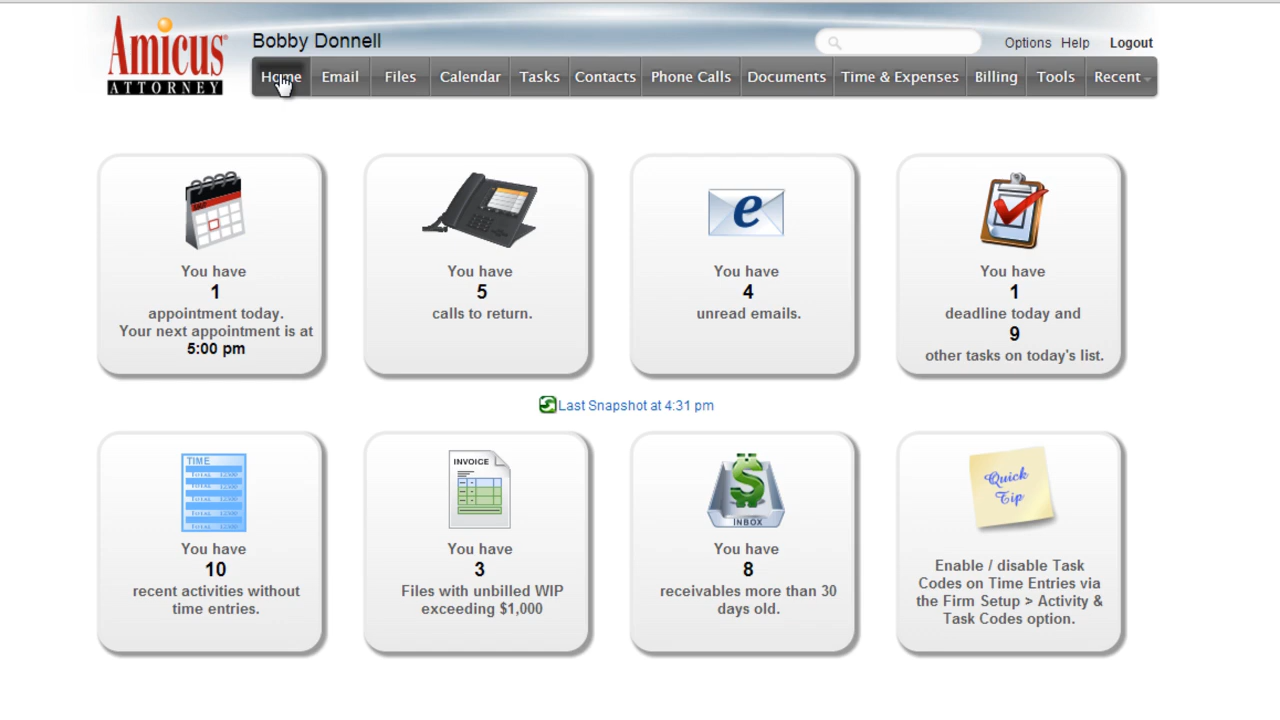 Amicus®
ATTORNEY
Bobby Donnell
Options Help Logout
Home Email Files Calendar Tasks Contacts Phone Calls Documents Time & Expenses Billing Tools Recent
You have
1
appointment today.
Your next appointment is at
5:00 pm
You have
5
calls to return.
e
You have
4
unread emails.
You have
1
deadline today and
9
other tasks on today's list.
Last Snapshot at 4:31 pm
TIME
You have
10
recent activities without
time entries.
INVOICE
You have
3
Files with unbilled WIP
exceeding $1,000
$
INBOX
You have
8
receivables more than 30
days old.
Quick
Tip
Enable / disable Task
Codes on Time Entries via
the Firm Setup > Activity &
Task Codes option.